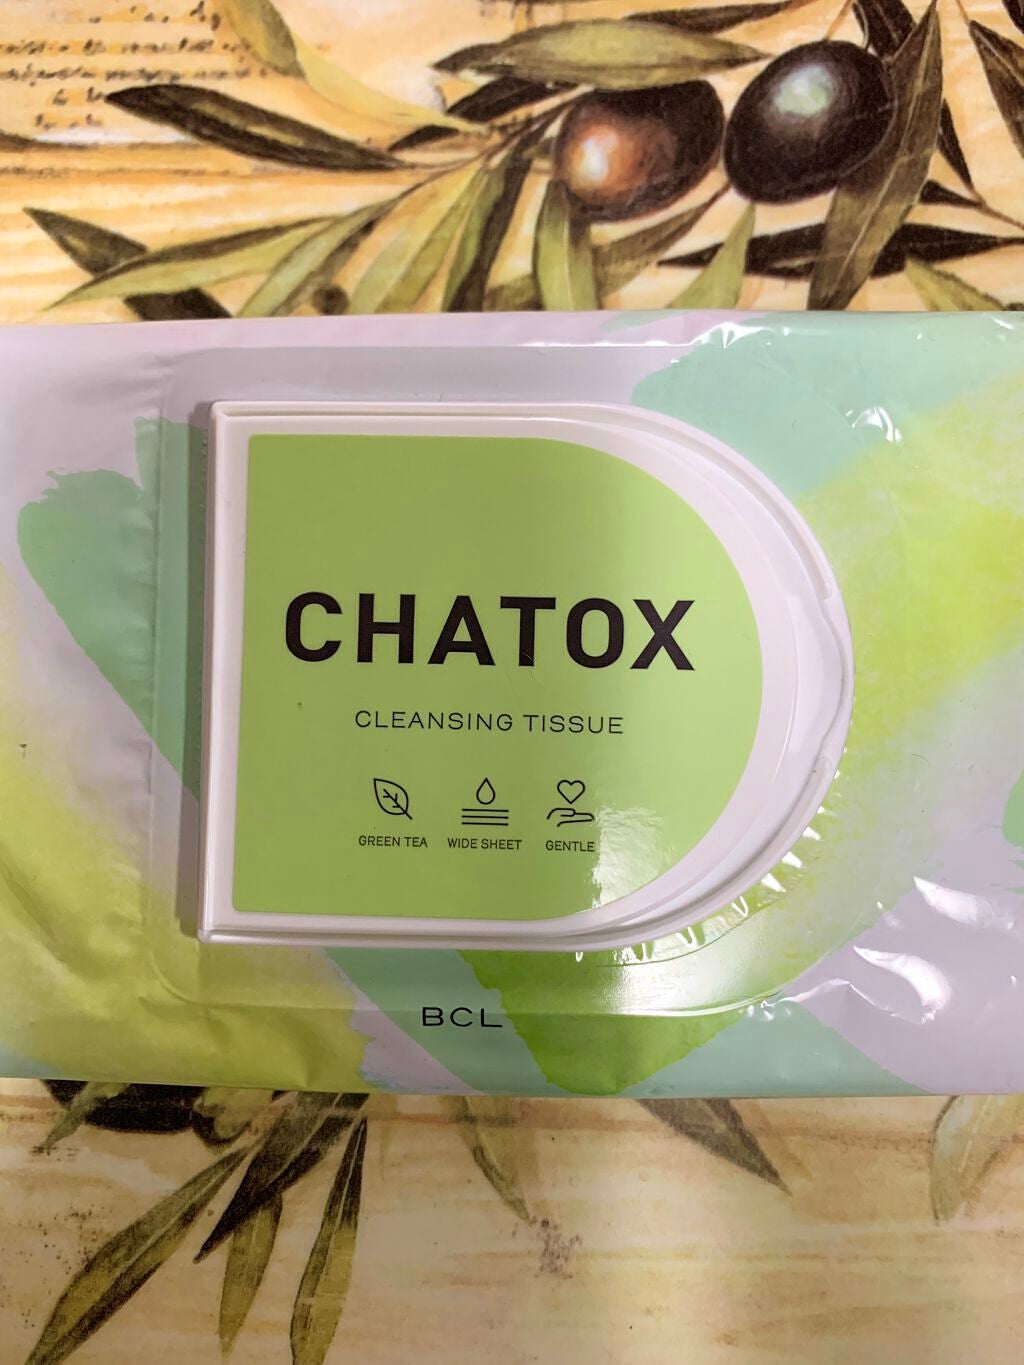 CHATOX
CLEANSING TISSUE
GREEN TEA WIDE SHEET GENTLE
BCL